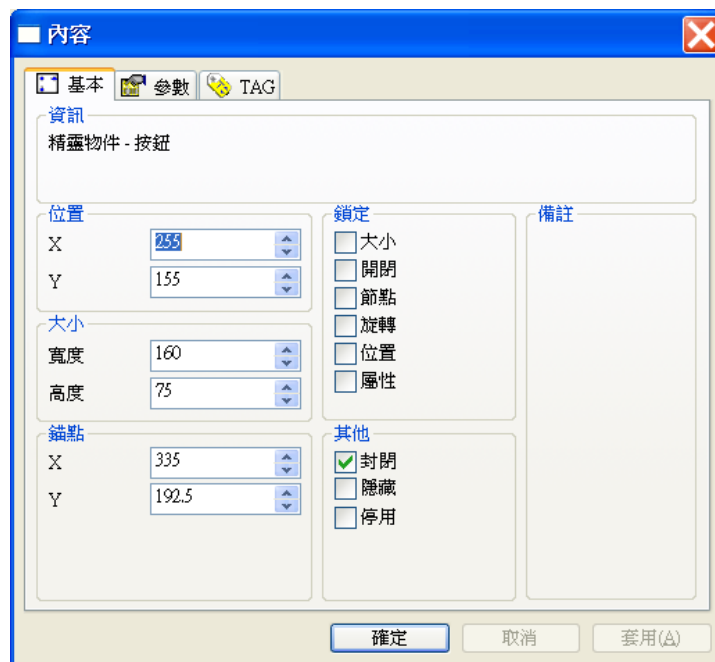 內容
基本 參數 TAG
資訊
精靈物件 - 按鈕
位置
X 255
Y 155
大小
寬度 160
高度 75
錨點
X 335
Y 192.5
鎖定
大小
開閉
節點
旋轉
位置
屬性
其他
封閉
隱藏
停用
備註
確定 取消 套用(A)